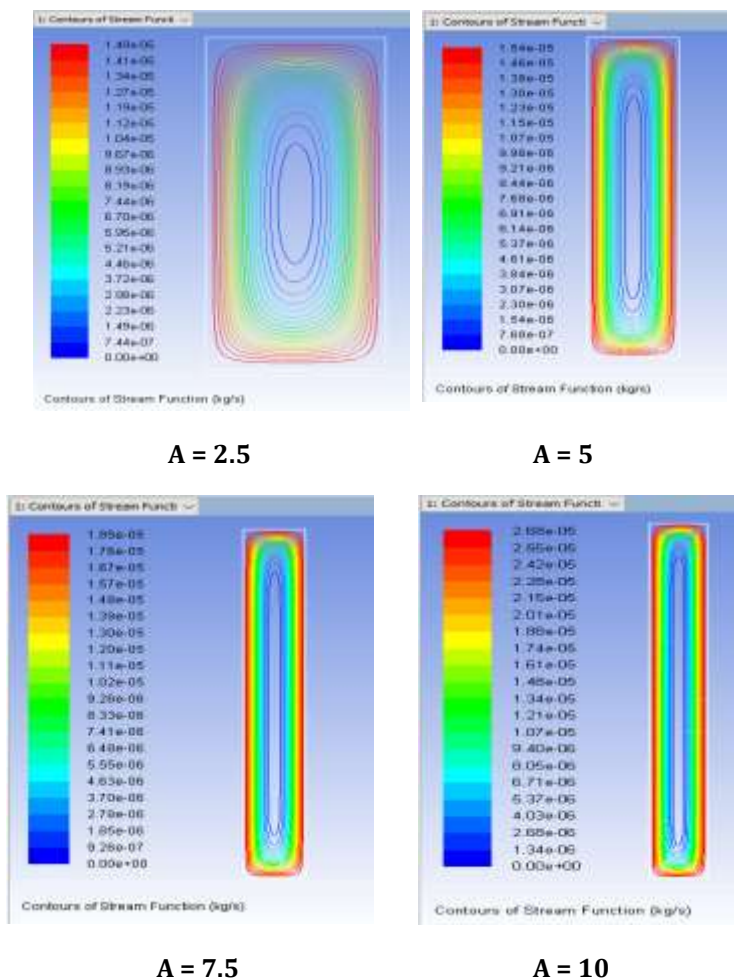 1: Contours of Stream Functi
1.49e-05
1.41e-05
1.34e-05
1.27e-05
1.19e-05
1.12e-05
1.04e-05
9.67e-06
8.93e-06
8.19e-06
7.44e-06
6.70e-06
5.96e-06
5.21e-06
4.46e-06
3.72e-06
2.98e-06
2.23e-06
1.49e-06
7.44e-07
0.00e+00
Contours of Stream Function (kg/s)
A = 2.5
1: Contours of Stream Functi
1.54e-05
1.46e-05
1.38e-05
1.30e-05
1.23e-05
1.15e-05
1.07e-05
9.98e-06
9.21e-06
8.44e-06
7.68e-06
6.91e-06
6.14e-06
5.37e-06
4.61e-06
3.84e-06
3.07e-06
2.30e-06
1.54e-06
7.68e-07
0.00e+00
Contours of Stream Function (kg/s)
A = 5
1: Contours of Stream Functi
1.85e-05
1.76e-05
1.67e-05
1.57e-05
1.48e-05
1.39e-05
1.30e-05
1.20e-05
1.11e-05
1.02e-05
9.26e-06
8.33e-06
7.41e-06
6.48e-06
5.55e-06
4.63e-06
3.70e-06
2.78e-06
1.85e-06
9.26e-07
0.00e+00
Contours of Stream Function (kg/s)
A = 7.5
1: Contours of Stream Functi
2.68e-05
2.55e-05
2.42e-05
2.28e-05
2.15e-05
2.01e-05
1.88e-05
1.74e-05
1.61e-05
1.48e-05
1.34e-05
1.21e-05
1.07e-05
9.40e-06
8.05e-06
6.71e-06
5.37e-06
4.03e-06
2.68e-06
1.34e-06
0.00e+00
Contours of Stream Function (kg/s)
A = 10